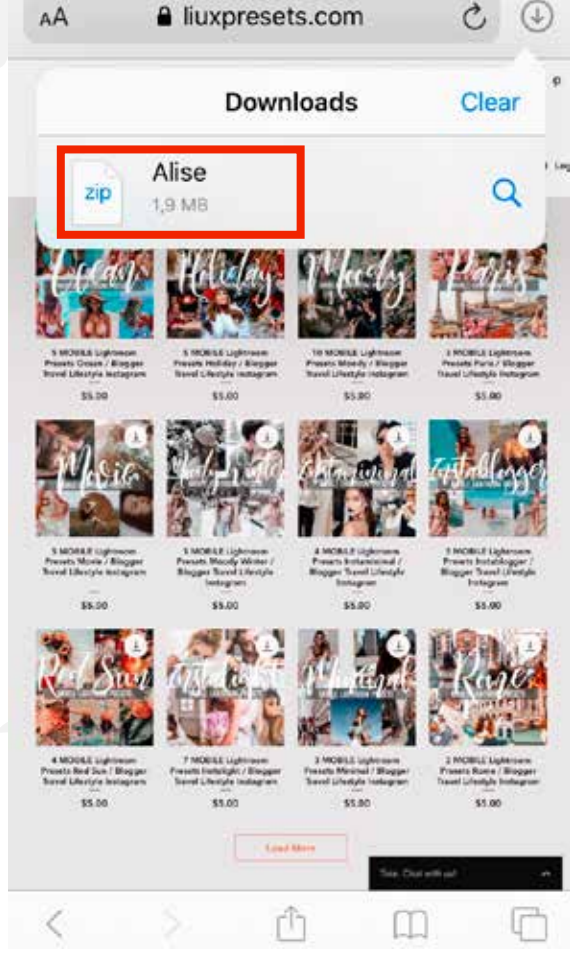 AA liuxpresets.com
P
Downloads Clear
zip Alise
1,9 MB
Ocean Holiday Moody Paris
5 MOBILE Lightroom
Presets Ocean / Blogger
Travel Lifestyle Instagram
$5.00
5 MOBILE Lightroom
Presets Holiday / Blogger
Travel Lifestyle Instagram
$5.00
10 MOBILE Lightroom
Presets Moody / Blogger
Travel Lifestyle Instagram
$5.00
3 MOBILE Lightroom
Presets Paris / Blogger
Travel Lifestyle Instagram
$5.00
Movie Moody Winter Instaminimal Instablogger
5 MOBILE Lightroom
Presets Movie / Blogger
Travel Lifestyle Instagram
$5.00
5 MOBILE Lightroom
Presets Moody Winter /
Blogger Travel Lifestyle
Instagram
$5.00
4 MOBILE Lightroom
Presets Instaminimal /
Blogger Travel Lifestyle
Instagram
$5.00
MOBILE Lightroom
Presets Instablogger /
Blogger Travel Lifestyle
Instagram
$5.00
Red Sun Instalight Minimal Rome
4 MOBILE Lightroom
Presets Red Sun / Blogger
Travel Lifestyle Instagram
$5.00
7 MOBILE Lightroom
Presets Instalight / Blogger
Travel Lifestyle Instagram
$5.00
3 MOBILE Lightroom
Presets Minimal / Blogger
Travel Lifestyle Instagram
$5.00
2 MOBILE Lightroom
Presets Rome / Blogger
Travel Lifestyle Instagram
$5.00
Load More
Chat with us!